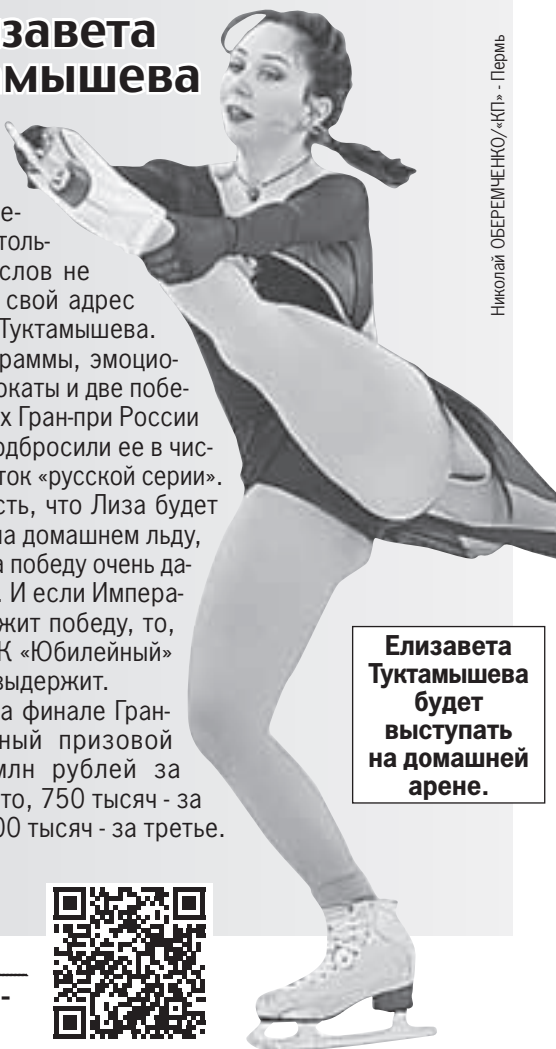 завета
мышева
е-
толь-
слов не
свой адрес
Туктамышева.
раммы, эмоцио-
окаты и две побе-
х Гран-при России
одбросили ее в чис-
ток «русской серии».
сть, что Лиза будет
на домашнем льду,
а победу очень да-
. И если Импера-
жит победу, то,
К «Юбилейный»
выдержит.
а финале Гран-
ный призовой
млн рублей за
то, 750 тысяч - за
00 тысяч - за третье.
-
Николай ОБЕРЕМЧЕНКО/«КП» - Пермь
Елизавета
Туктамышева
будет
выступать
на домашней
арене.